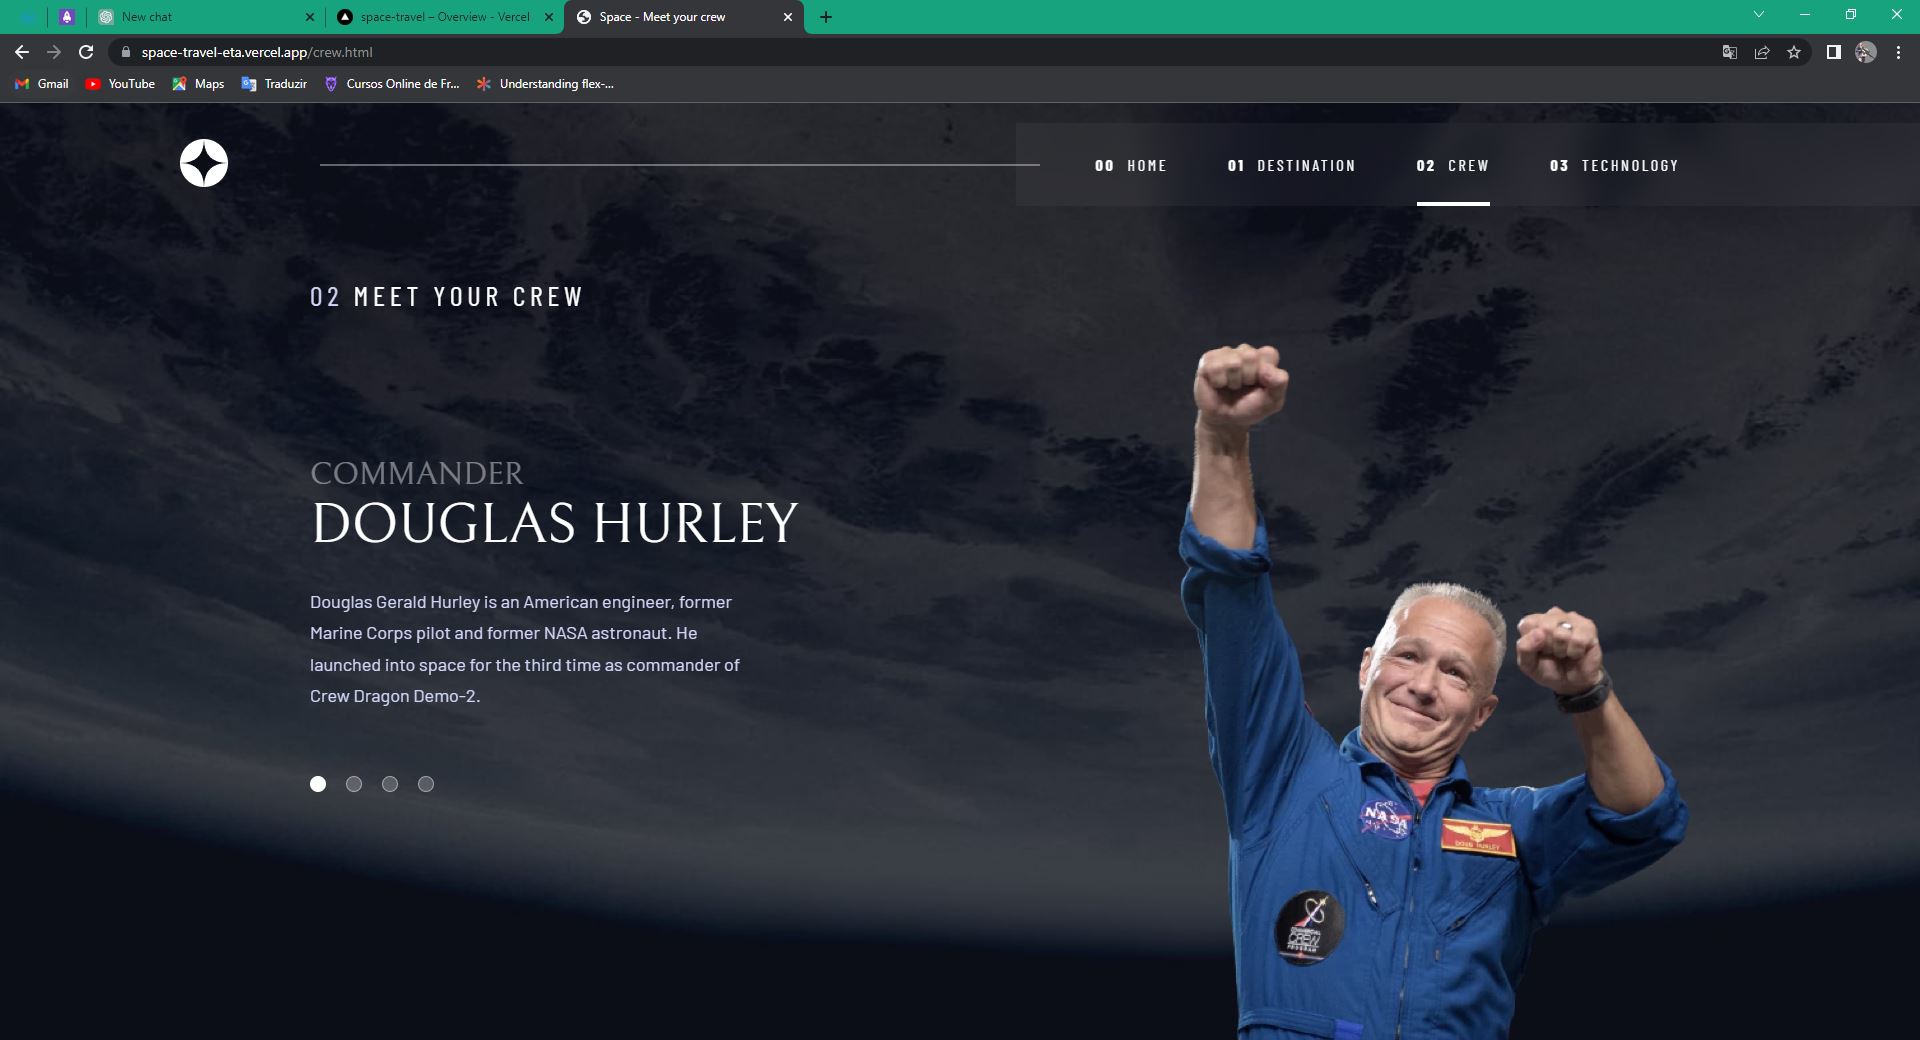 New chat
space-travel – Overview - Vercel
Space - Meet your crew
space-travel-eta.vercel.app/crew.html
Gmail
YouTube
Maps
Traduzir
Cursos Online de Fr...
Understanding flex-...
00 HOME
01 DESTINATION
02 CREW
03 TECHNOLOGY
02 MEET YOUR CREW
COMMANDER
DOUGLAS HURLEY
Douglas Gerald Hurley is an American engineer, former
Marine Corps pilot and former NASA astronaut. He
launched into space for the third time as commander of
Crew Dragon Demo-2.
NASA
DOUG HURLEY
COMMERCIAL
CREW
PROGRAM